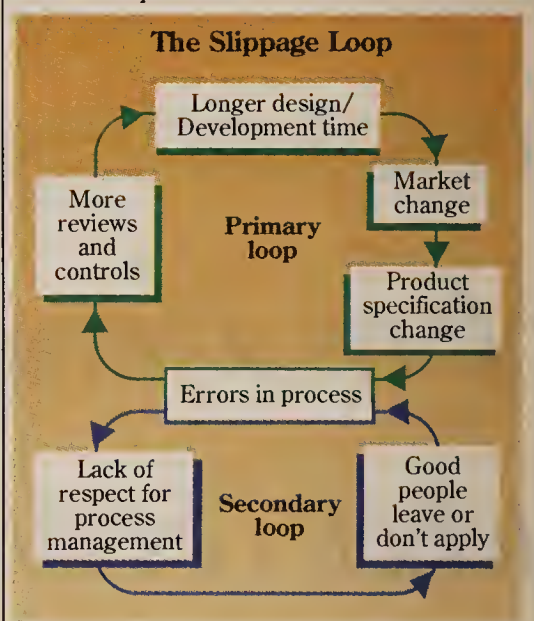 The Slippage Loop
Longer design/
Development time
Market
change
More
reviews
and
controls
Primary
loop
Product
specification
change
Errors in process
Lack of
respect for
process
management
Secondary
loop
Good
people
leave or
don't apply